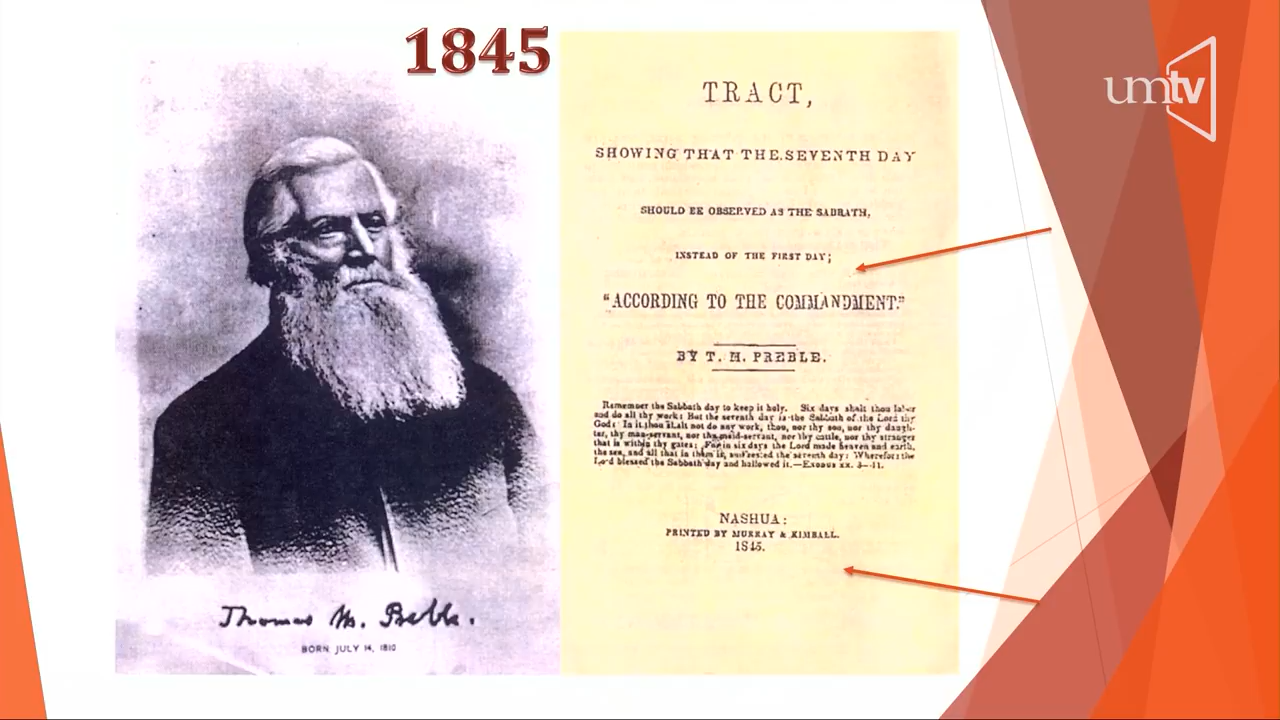 1845
umtv
TRACT,
SHOWING THAT THE SEVENTH DAY
SHOULD BE OBSERVED AS THE SABBATH,
INSTEAD OF THE FIRST DAY;
"ACCORDING TO THE COMMANDMENT."
BY T. M. PREBLE.
Remember the Sabbath day to keep it holy. Six days shalt thou labor
and do all thy work: But the seventh day is the Sabbath of the Lord thy
God: In it thou shalt not do any work, thou, nor thy son, nor thy daugh-
ter, thy man-servant, nor thy maid-servant, nor thy cattle, nor thy stranger
that is within thy gates: For in six days the Lord made heaven and earth,
the sea, and all that in them is, and rested the seventh day: Wherefore the
Lord blessed the Sabbath day and hallowed it.—Exodus xx.
NASHUA:
PRINTED BY MURRAY & KIMBALL.
1845.
Thomas M. Preble.
BORN, JULY 14, 1810